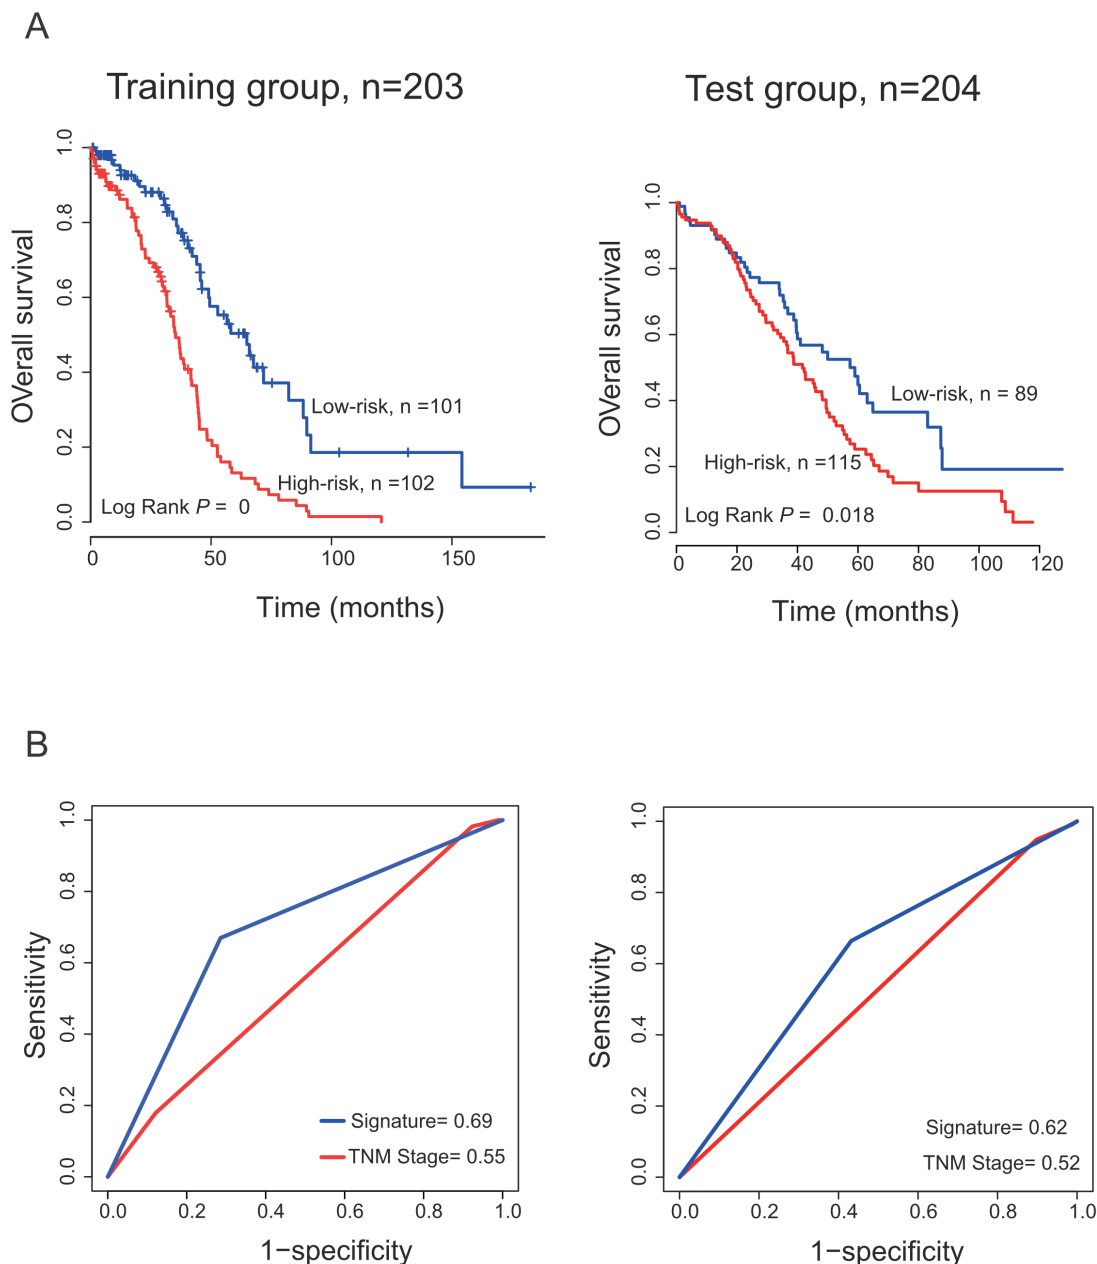 A
Training group, n=203
Test group, n=204
OVerall survival
1.0
0.8
0.6
0.4
0.2
0.0
Low-risk, n =101
High-risk, n =102
Log Rank P = 0
0 50 100 150
Time (months)
OVerall survival
1.0
0.8
0.6
0.4
0.2
0.0
Low-risk, n = 89
High-risk, n =115
Log Rank P = 0.018
0 20 40 60 80 100 120
Time (months)
B
Sensitivity
1.0
0.8
0.6
0.4
0.2
0.0
Signature= 0.69
TNM Stage= 0.55
0.0 0.2 0.4 0.6 0.8 1.0
1−specificity
Sensitivity
1.0
0.8
0.6
0.4
0.2
0.0
Signature= 0.62
TNM Stage= 0.52
0.0 0.2 0.4 0.6 0.8 1.0
1−specificity